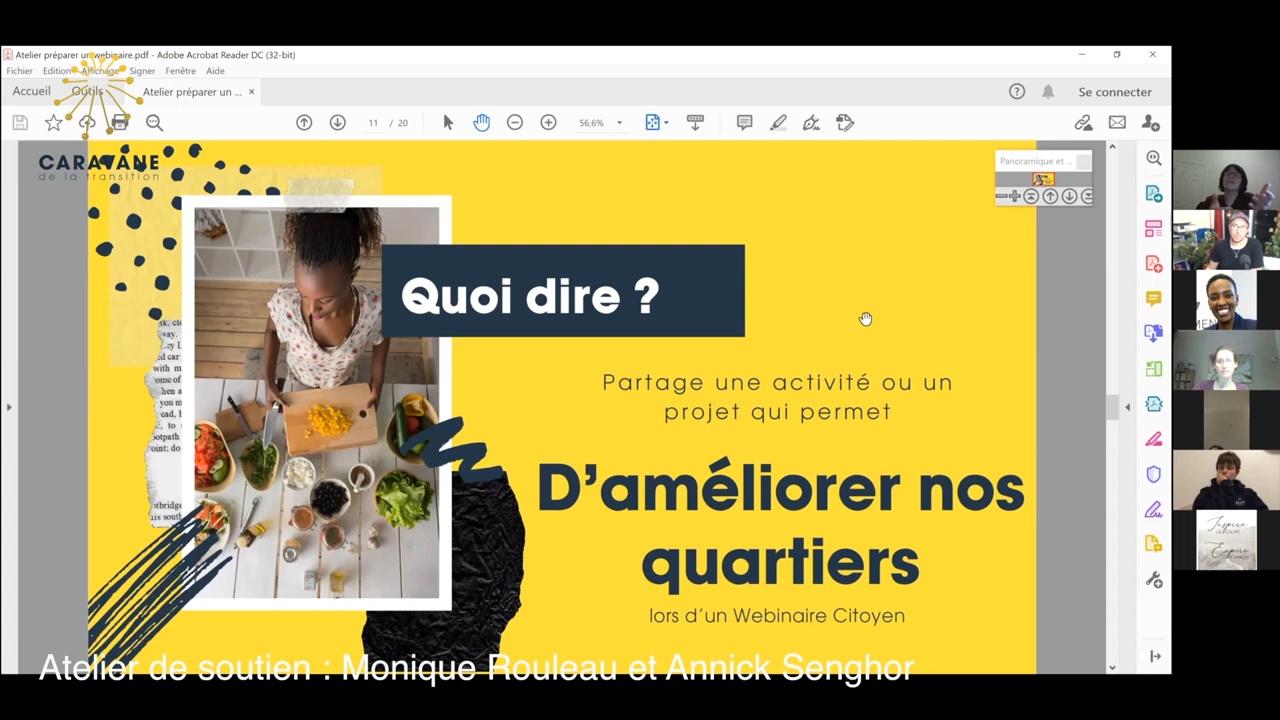 Atelier préparer un webinaire.pdf - Adobe Acrobat Reader DC (32-bit)
Fichier Edition Affichage Signer Fenêtre Aide
Accueil Outils Atelier préparer un ... × Se connecter
11 / 20 56,6%
CARAVANE
de la transition
Panoramique et ...
Quoi dire ?
Partage une activité ou un
projet qui permet
D'améliorer nos
quartiers
lors d'un Webinaire Citoyen
Atelier de soutien : Monique Rouleau et Annick Senghor
Inspire
Expire